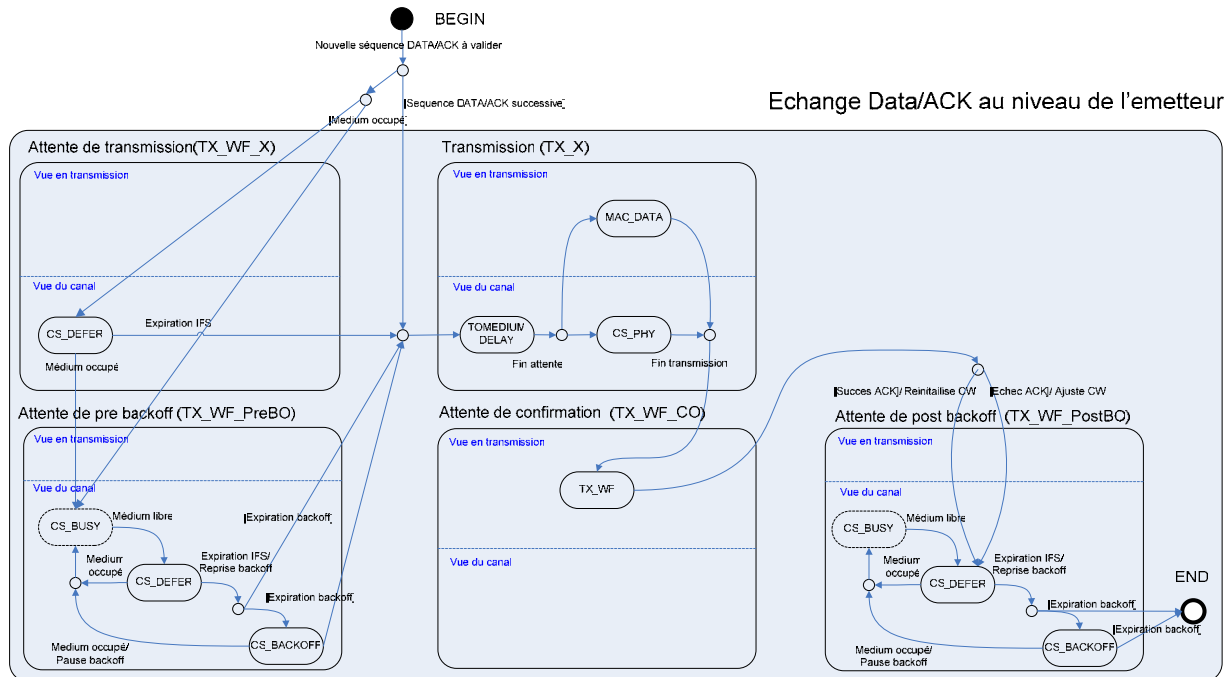 BEGIN
Nouvelle séquence DATA/ACK à valider
[Sequence DATA/ACK successive]
[Medium occupé]
Echange Data/ACK au niveau de l'emetteur
Attente de transmission(TX_WF_X)
Vue en transmission
Vue du canal
CS_DEFER
Expiration IFS
Médium occupé
Transmission (TX_X)
Vue en transmission
MAC_DATA
Vue du canal
TOMEDIUM
DELAY
CS_PHY
Fin attente
Fin transmission
Attente de pre backoff (TX_WF_PreBO)
Vue en transmission
Vue du canal
CS_BUSY
Médium libre
[Expiration backoff]
Medium
occupé
CS_DEFER
Expiration IFS/
Reprise backoff
[Expiration backoff]
CS_BACKOFF
Medium occupé/
Pause backoff
Attente de confirmation (TX_WF_CO)
Vue en transmission
TX_WF
Vue du canal
[Succes ACK]/ Reinitailise CW
[Echec ACK]/ Ajuste CW
Attente de post backoff (TX_WF_PostBO)
Vue en transmission
Vue du canal
CS_BUSY
Médium libre
Medium
occupé
CS_DEFER
Expiration IFS/
Reprise backoff
END
[Expiration backoff]
[Expiration backoff]
CS_BACKOFF
Medium occupé/
Pause backoff